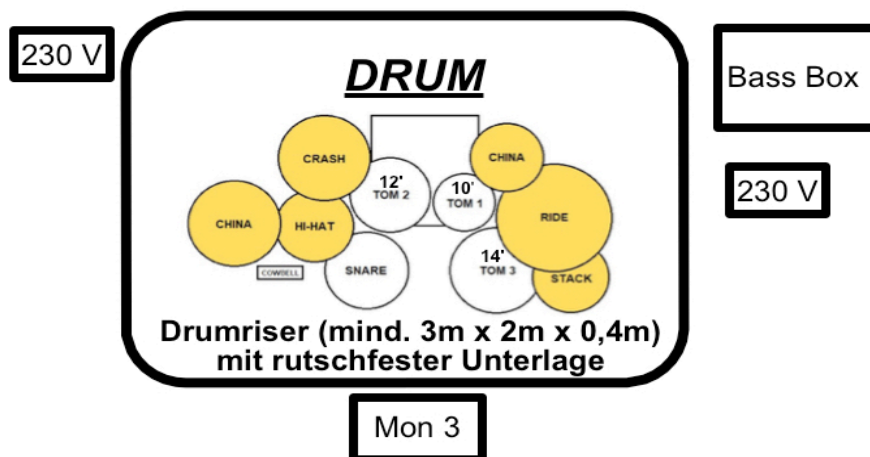 230 V
DRUM
Bass Box
CRASH
CHINA
12'
TOM 2
10'
TOM 1
230 V
CHINA
HI-HAT
RIDE
COWBELL
SNARE
14'
TOM 3
STACK
Drumriser (mind. 3m x 2m x 0,4m)
mit rutschfester Unterlage
Mon 3